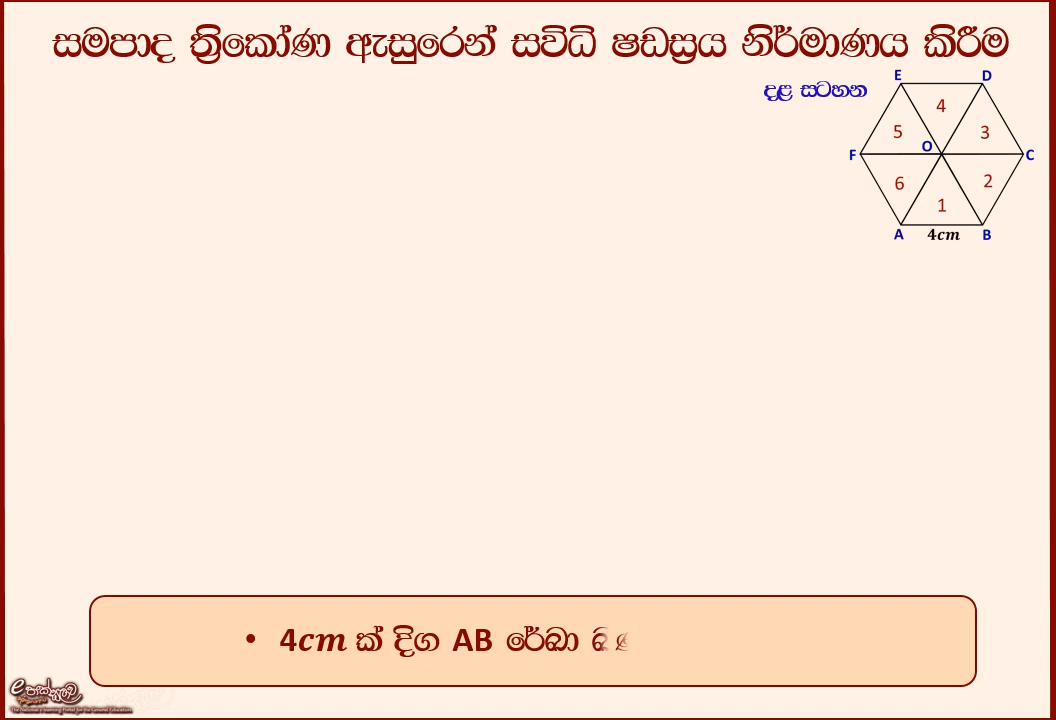 සමපාද ත්‍රිකෝණ ඇසුරෙන් සවිධි ෂඩස්‍රය නිර්මාණය කිරීම
දළ සටහන
E
D
4
5
3
O
F
C
6
2
1
A
4cm
B
• 4cm ක් දිග AB රේඛා